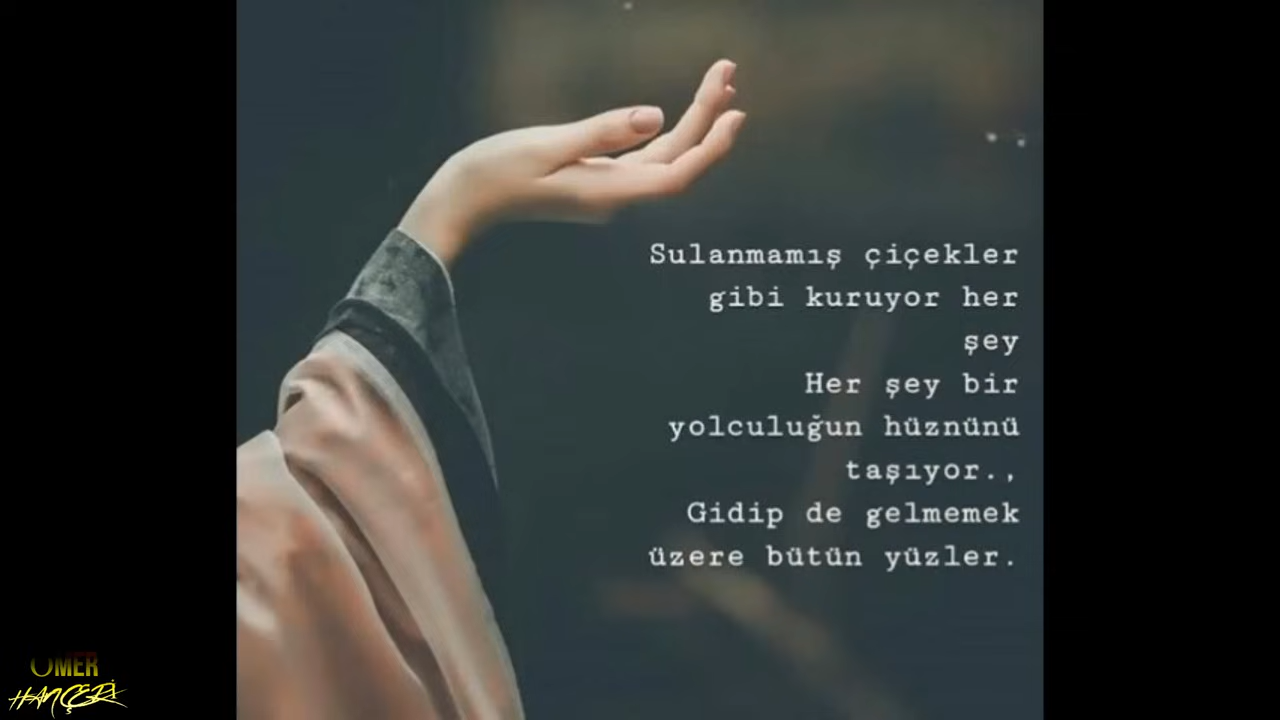 Sulanmamış çiçekler
gibi kuruyor her
şey
Her şey bir
yolculuğun hüznünü
taşıyor.,
Gidip de gelmemek
üzere bütün yüzler.
ÖMER
HANÇERİ